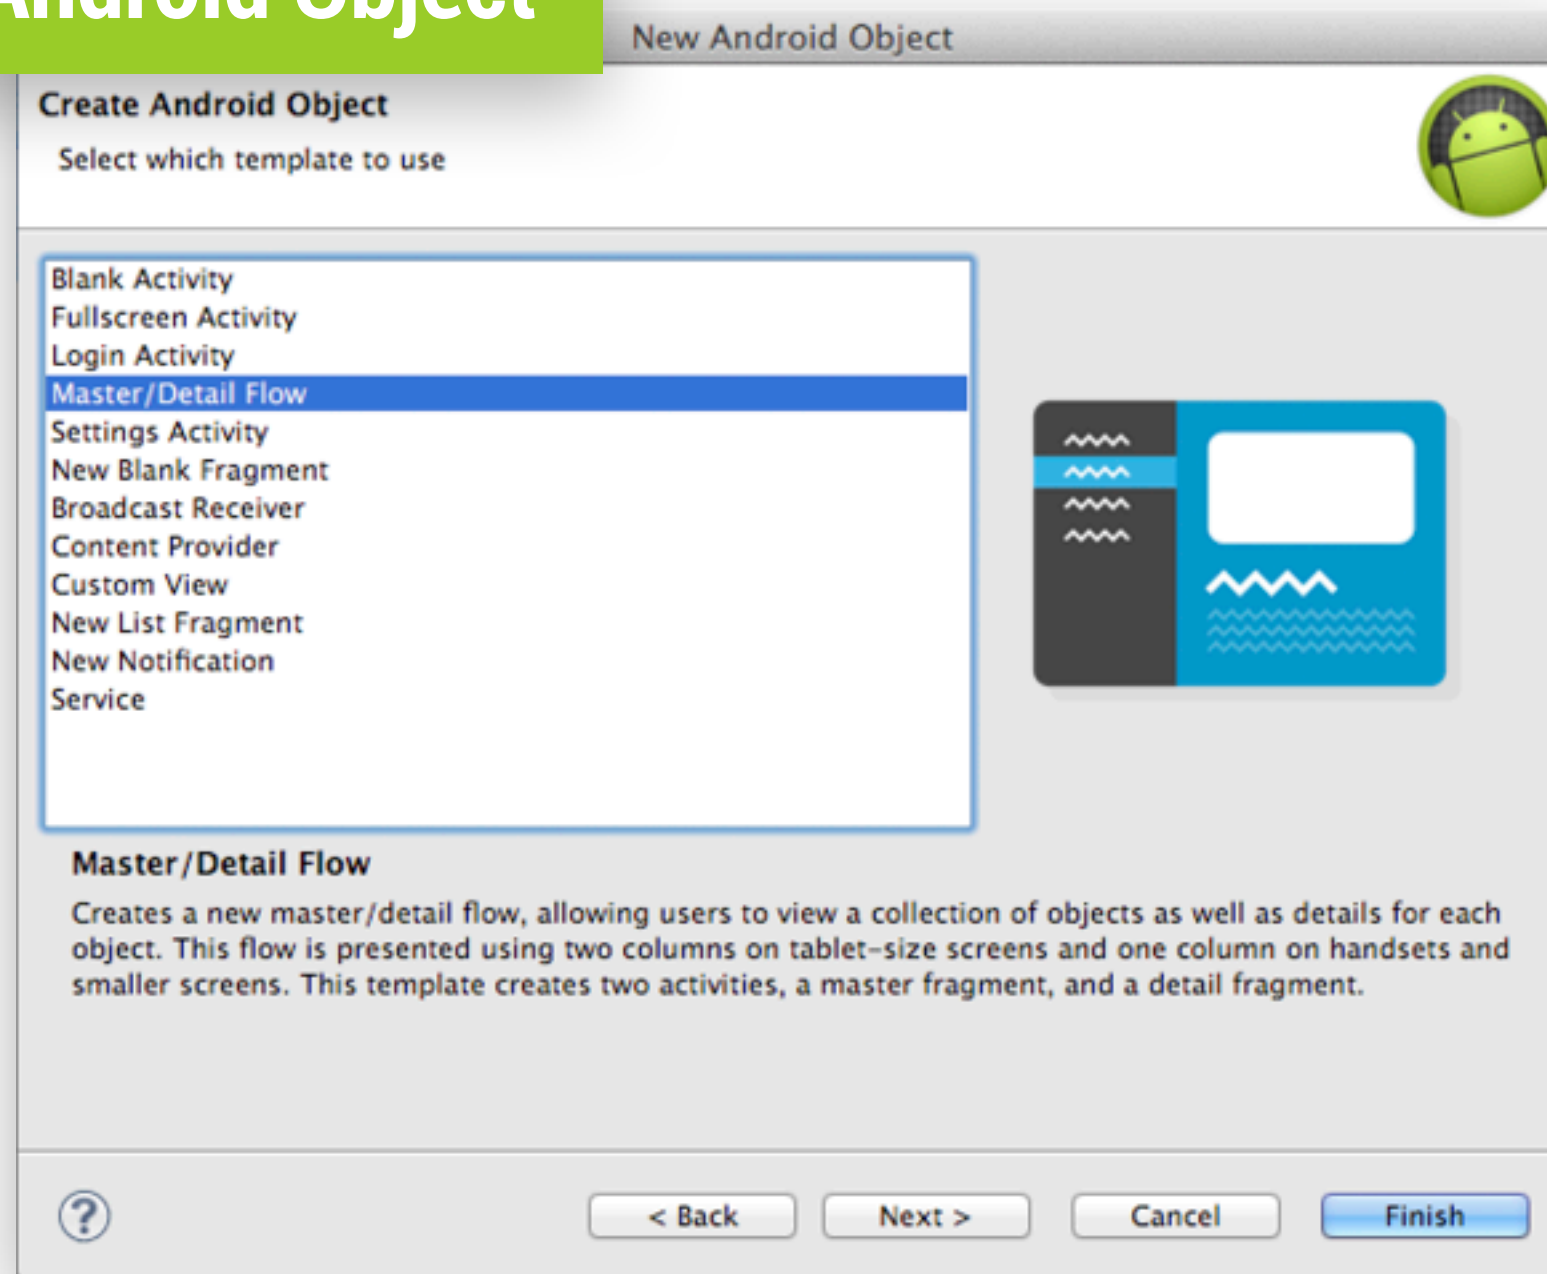 Android Object
New Android Object
Create Android Object
Select which template to use
Blank Activity
Fullscreen Activity
Login Activity
Master/Detail Flow
Settings Activity
New Blank Fragment
Broadcast Receiver
Content Provider
Custom View
New List Fragment
New Notification
Service
Master/Detail Flow
Creates a new master/detail flow, allowing users to view a collection of objects as well as details for each
object. This flow is presented using two columns on tablet-size screens and one column on handsets and
smaller screens. This template creates two activities, a master fragment, and a detail fragment.
?
< Back
Next >
Cancel
Finish